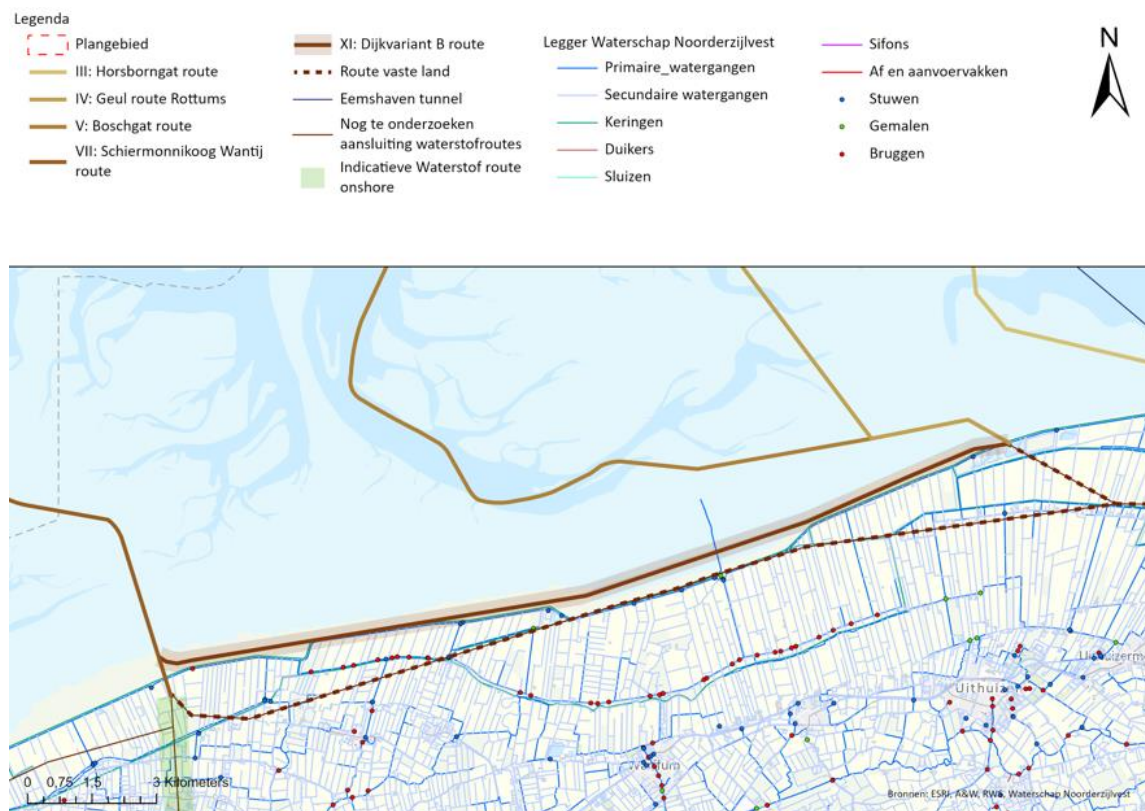 Legenda
Plangebied
III: Horsborngat route
IV: Geul route Rottums
V: Boschgat route
VII: Schiermonnikoog Wantij
route
XI: Dijkvariant B route
Route vaste land
Eemshaven tunnel
Nog te onderzoeken
aansluiting waterstofroutes
Indicatieve Waterstof route
onshore
Legger Waterschap Noorderzijlvest
Primaire_watergangen
Secundaire watergangen
Keringen
Duikers
Sluizen
Sifons
Af en aanvoervakken
Stuwen
Gemalen
Bruggen
N
0 0,75 1,5 3 Kilometers
Bronnen: ESRI, A&W, RWS, Waterschap Noorderzijlvest